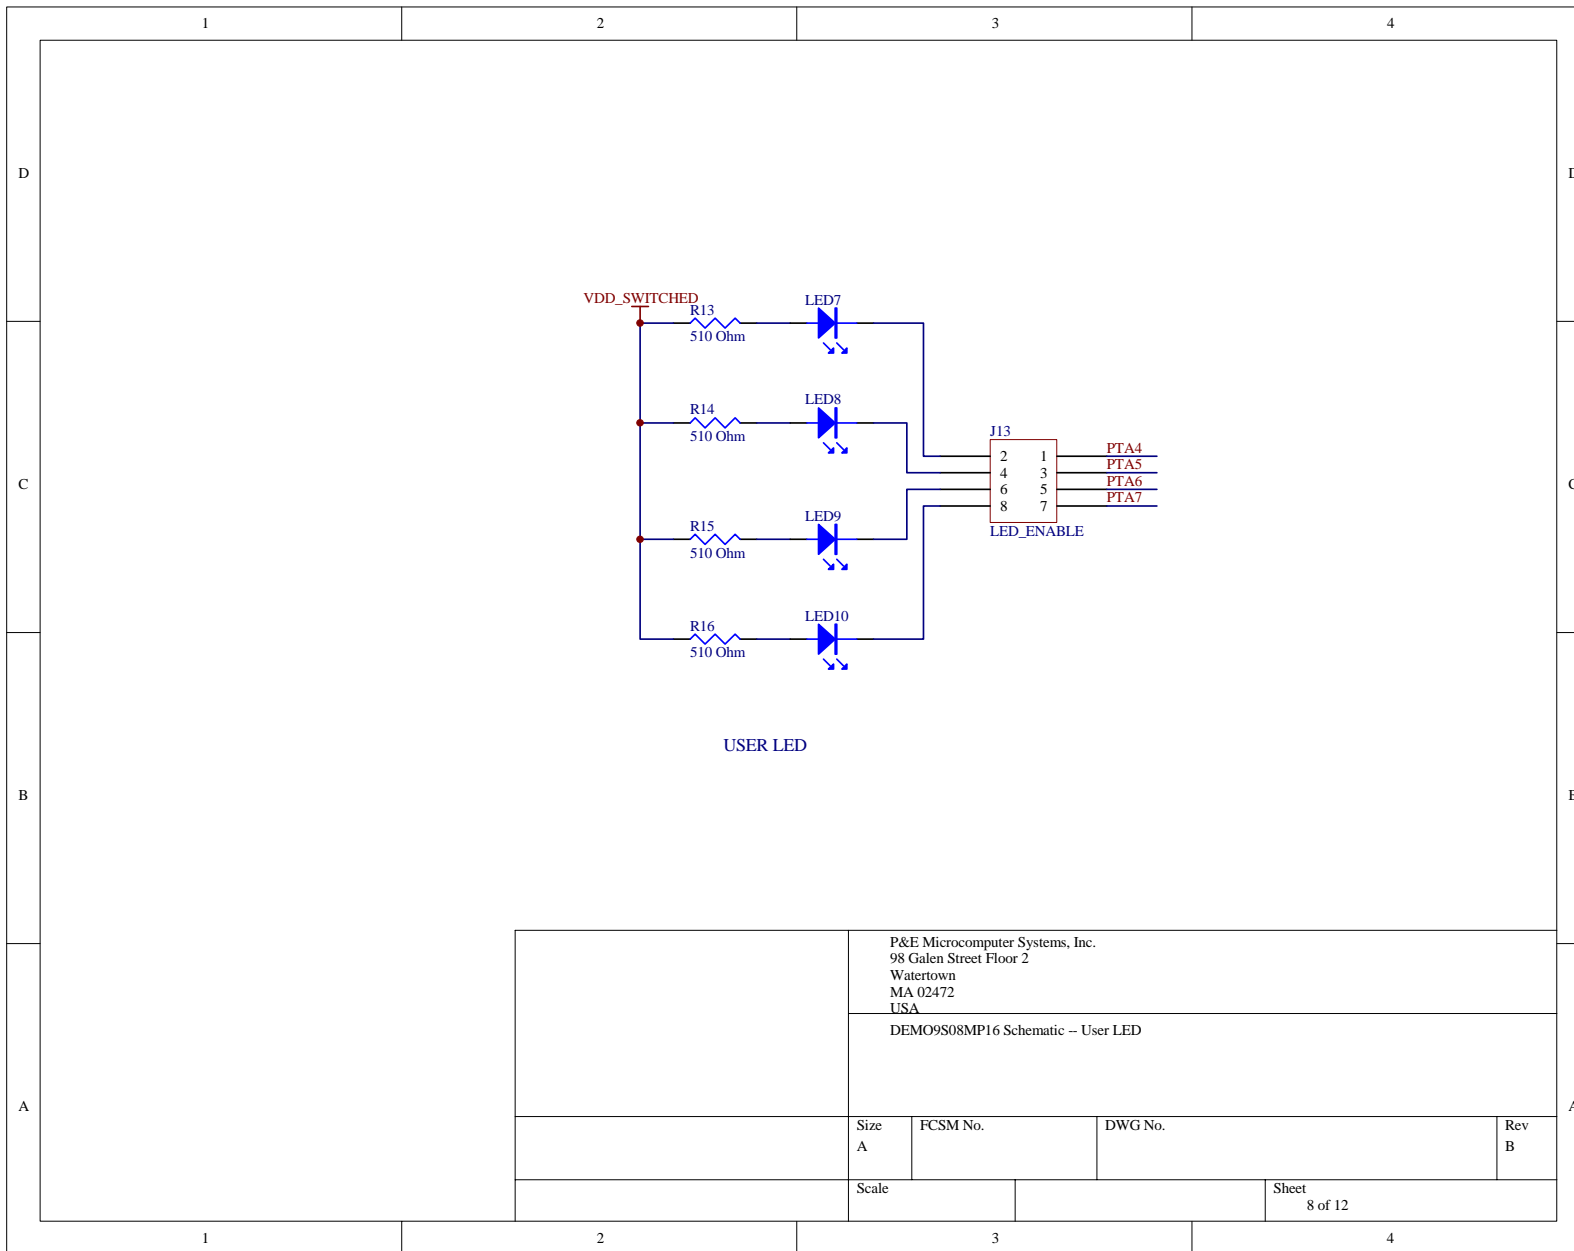 1 2 3 4
D D
VDD_SWITCHED
R13
510 Ohm
LED7
R14
510 Ohm
LED8
J13
2 1 PTA4
4 3 PTA5
6 5 PTA6
8 7 PTA7
LED_ENABLE
C C
R15
510 Ohm
LED9
R16
510 Ohm
LED10
USER LED
B B
P&E Microcomputer Systems, Inc.
98 Galen Street Floor 2
Watertown
MA 02472
USA
DEMO9S08MP16 Schematic -- User LED
A A
Size FCSM No. DWG No. Rev
A B
Scale Sheet
8 of 12
1 2 3 4